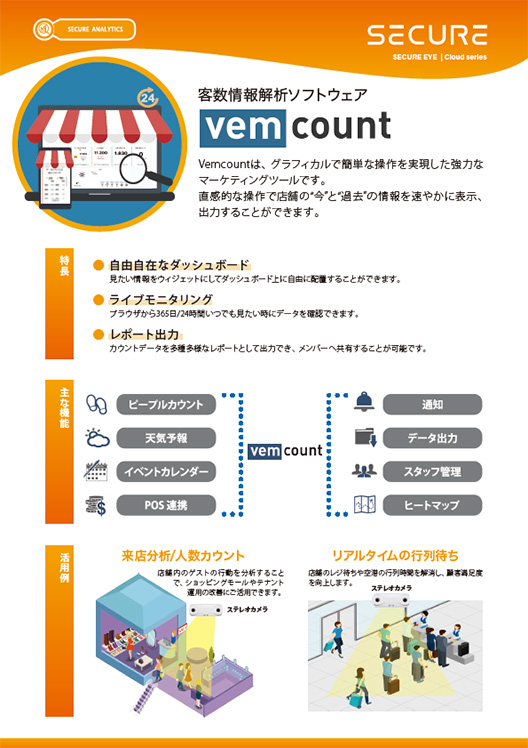 SECURE ANALYTICS
SECURE
SECURE EYE | Cloud series
24
客数情報解析ソフトウェア
vemcount
Vemcountは、グラフィカルで簡単な操作を実現した強力な
マーケティングツールです。
直感的な操作で店舗の“今”と“過去”の情報を速やかに表示、
出力することができます。
特長
自由自在なダッシュボード
見たい情報をウィジェットにしてダッシュボード上に自由に配置することができます。
ライブモニタリング
ブラウザから365日/24時間いつでも見たい時にデータを確認できます。
レポート出力
カウントデータを多種多様なレポートとして出力でき、メンバーへ共有することが可能です。
主な機能
ピープルカウント
天気予報
イベントカレンダー
POS 連携
vemcount
通知
データ出力
スタッフ管理
ヒートマップ
活用例
来店分析/人数カウント
店舗内のゲストの行動を分析すること
で、ショッピングモールやテナント
運用の改善にご活用できます。
ステレオカメラ
リアルタイムの行列待ち
店舗のレジ待ちや空港の行列時間を解消し、顧客満足度
を向上します。
ステレオカメラ